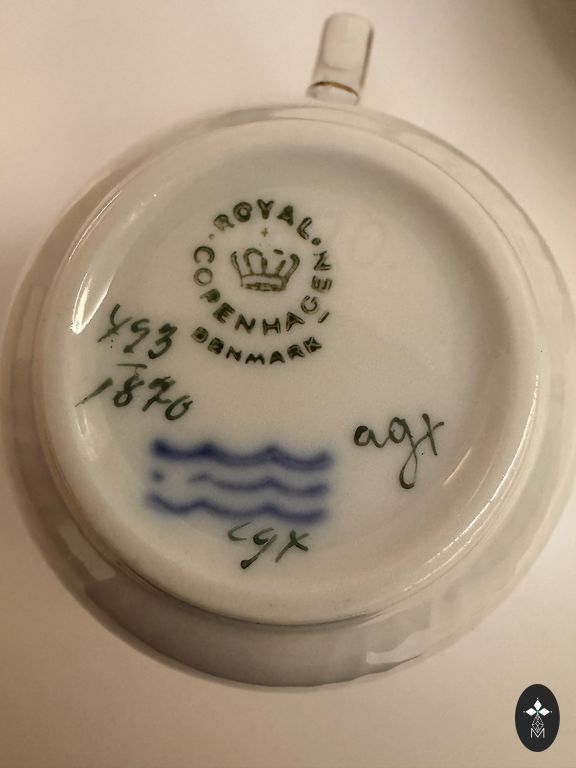 ROYAL
COPENHAGEN
DENMARK
493
1870
agx
cgx